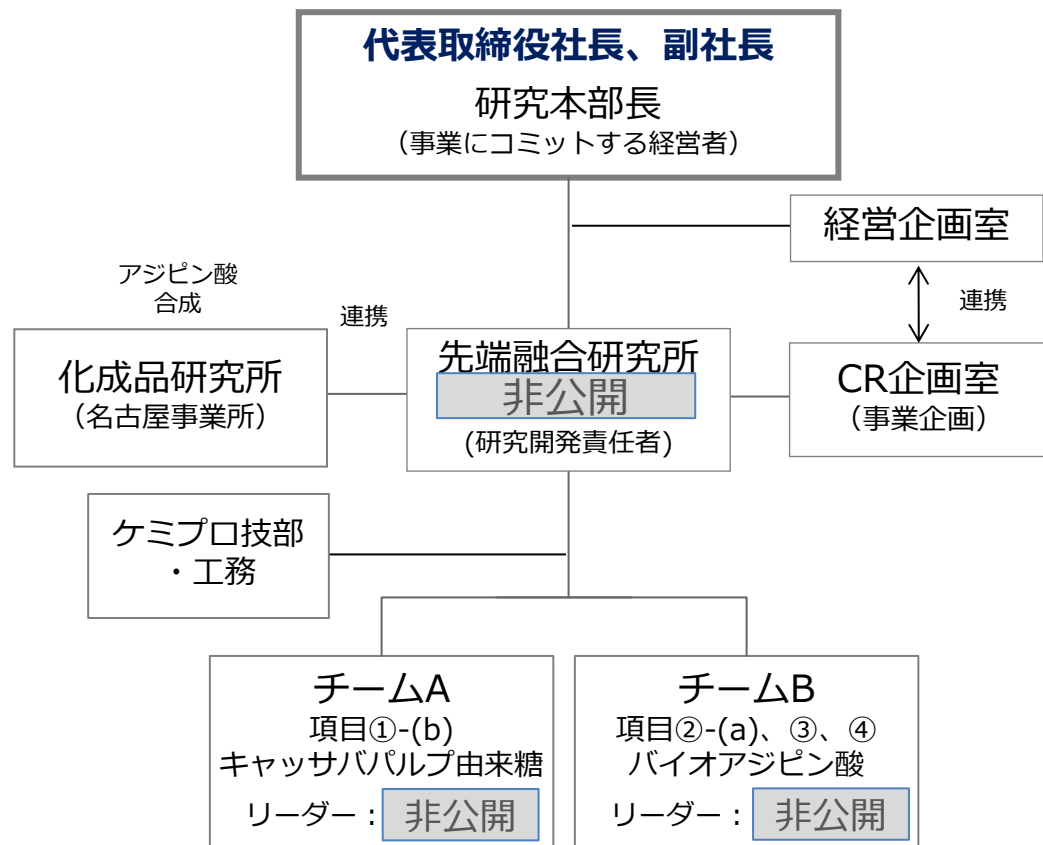 代表取締役社長、副社長
研究本部長
（事業にコミットする経営者）
経営企画室
連携
アジピン酸
合成
連携
化成品研究所
（名古屋事業所）
先端融合研究所
非公開
(研究開発責任者)
CR企画室
（事業企画）
ケミプロ技部
・工務
チームA
項目①-(b)
キャッサバパルプ由来糖
リーダー： 非公開
チームB
項目②-(a)、③、④
バイオアジピン酸
リーダー： 非公開